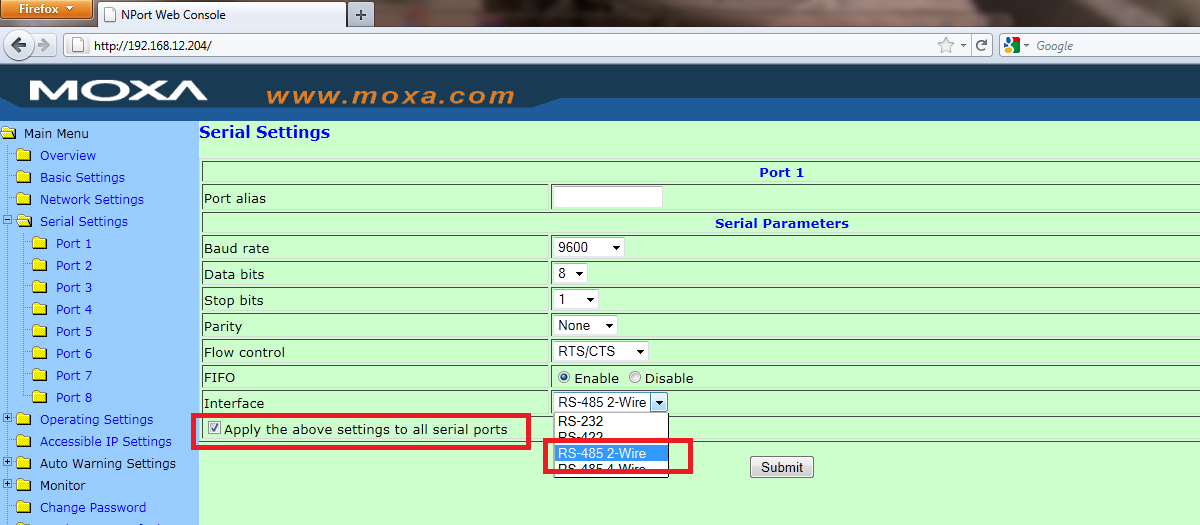 Firefox
NPort Web Console
http://192.168.12.204/
Google
MOXA
www.moxa.com
Main Menu
Overview
Basic Settings
Network Settings
Serial Settings
Port 1
Port 2
Port 3
Port 4
Port 5
Port 6
Port 7
Port 8
Operating Settings
Accessible IP Settings
Auto Warning Settings
Monitor
Change Password
Serial Settings
Port 1
Port alias
Serial Parameters
Baud rate 9600
Data bits 8
Stop bits 1
Parity None
Flow control RTS/CTS
FIFO Enable Disable
Interface RS-485 2-Wire
RS-232
RS-422
RS-485 2-Wire
RS-485 4-Wire
Apply the above settings to all serial ports
Submit